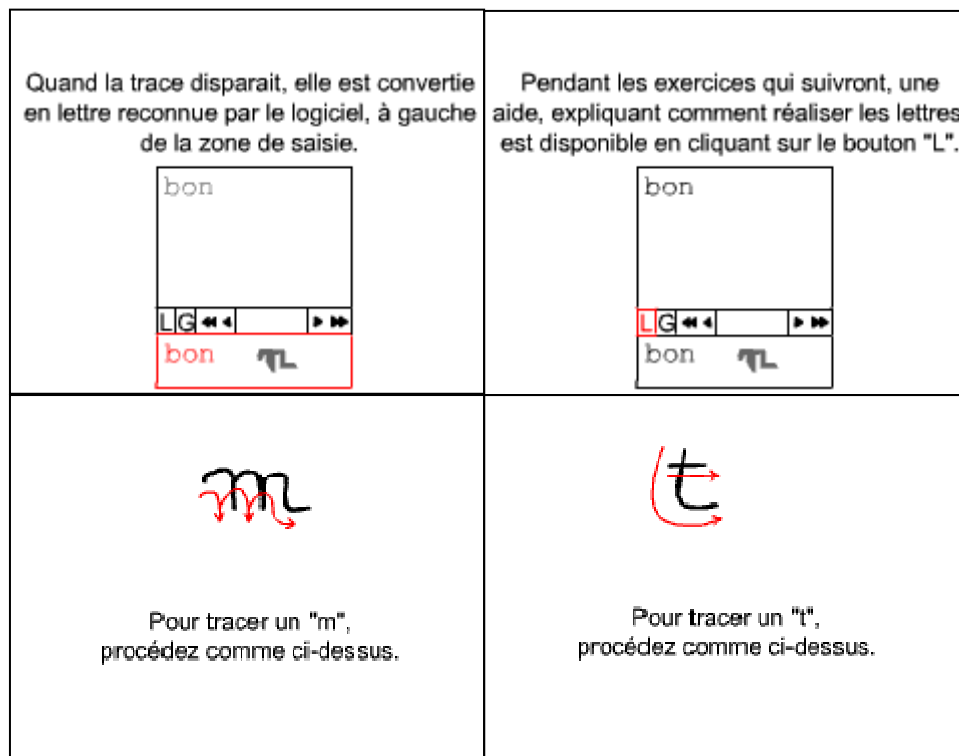 Quand la trace disparait, elle est convertie
en lettre reconnue par le logiciel, à gauche
de la zone de saisie.
bon
L G
bon
Pendant les exercices qui suivront, une
aide, expliquant comment réaliser les lettres
est disponible en cliquant sur le bouton "L".
bon
L G
bon
m
Pour tracer un "m",
procédez comme ci-dessus.
t
Pour tracer un "t",
procédez comme ci-dessus.